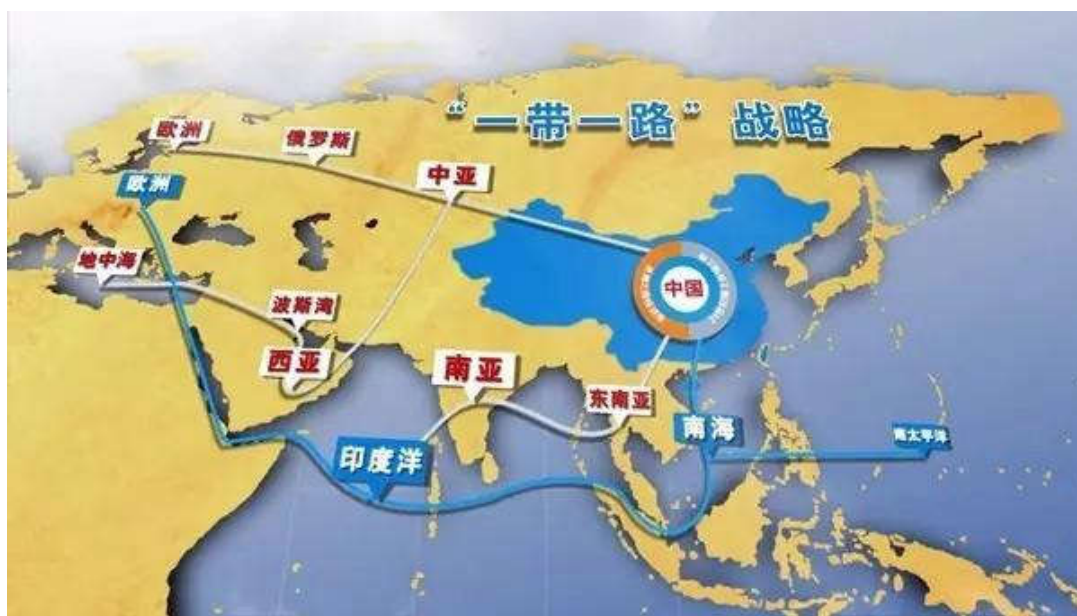 “一带一路”战略
欧洲
俄罗斯
中亚
欧洲
地中海
中国
波斯湾
西亚
南亚
东南亚
南海
南太平洋
印度洋